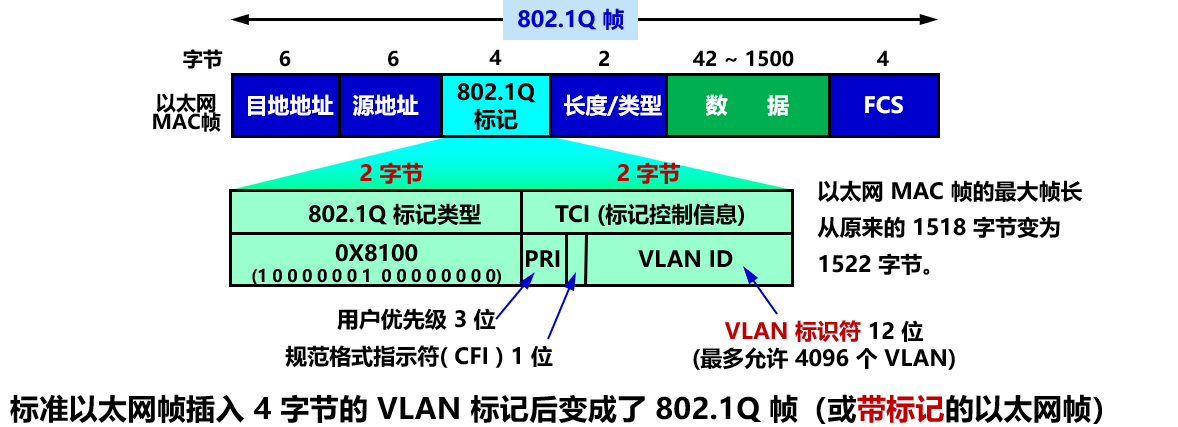 802.1Q 帧
字节 6 6 4 2 42 ~ 1500 4
以太网
MAC帧
目地地址 源地址 802.1Q
标记
长度/类型 数 据 FCS
2 字节 2 字节
802.1Q 标记类型 TCI (标记控制信息)
0X8100
(1 0 0 0 0 0 0 1 0 0 0 0 0 0 0 0)
PRI VLAN ID
以太网 MAC 帧的最大帧长
从原来的 1518 字节变为
1522 字节。
用户优先级 3 位
规范格式指示符( CFI ) 1 位
VLAN 标识符 12 位
(最多允许 4096 个 VLAN)
标准以太网帧插入 4 字节的 VLAN 标记后变成了 802.1Q 帧（或带标记的以太网帧）